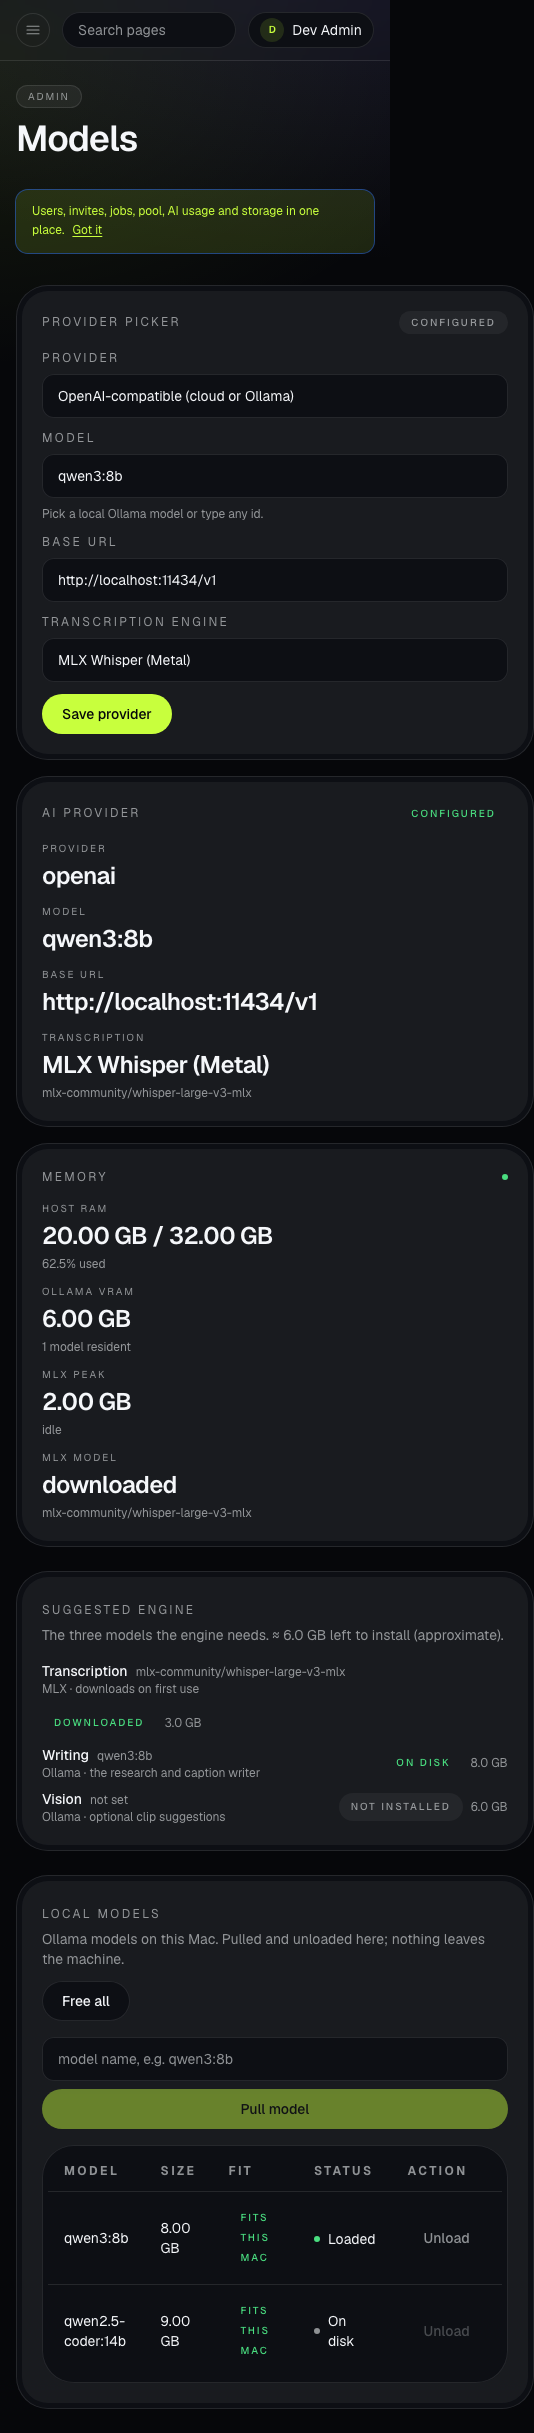 Search pages
D
Dev Admin
ADMIN
Models
Users, invites, jobs, pool, AI usage and storage in one
place. Got it
PROVIDER PICKER
CONFIGURED
PROVIDER
OpenAI-compatible (cloud or Ollama)
MODEL
qwen3:8b
Pick a local Ollama model or type any id.
BASE URL
http://localhost:11434/v1
TRANSCRIPTION ENGINE
MLX Whisper (Metal)
Save provider
AI PROVIDER
CONFIGURED
PROVIDER
openai
MODEL
qwen3:8b
BASE URL
http://localhost:11434/v1
TRANSCRIPTION
MLX Whisper (Metal)
mlx-community/whisper-large-v3-mlx
MEMORY
HOST RAM
20.00 GB / 32.00 GB
62.5% used
OLLAMA VRAM
6.00 GB
1 model resident
MLX PEAK
2.00 GB
idle
MLX MODEL
downloaded
mlx-community/whisper-large-v3-mlx
SUGGESTED ENGINE
The three models the engine needs. ≈ 6.0 GB left to install (approximate).
Transcription mlx-community/whisper-large-v3-mlx
MLX · downloads on first use
DOWNLOADED 3.0 GB
Writing qwen3:8b
Ollama · the research and caption writer
ON DISK 8.0 GB
Vision not set
Ollama · optional clip suggestions
NOT INSTALLED 6.0 GB
LOCAL MODELS
Ollama models on this Mac. Pulled and unloaded here; nothing leaves
the machine.
Free all
model name, e.g. qwen3:8b
Pull model
MODEL SIZE FIT STATUS ACTION
qwen3:8b
8.00
GB
FITS
THIS
MAC
Loaded
Unload
qwen2.5-
coder:14b
9.00
GB
FITS
THIS
MAC
On
disk
Unload